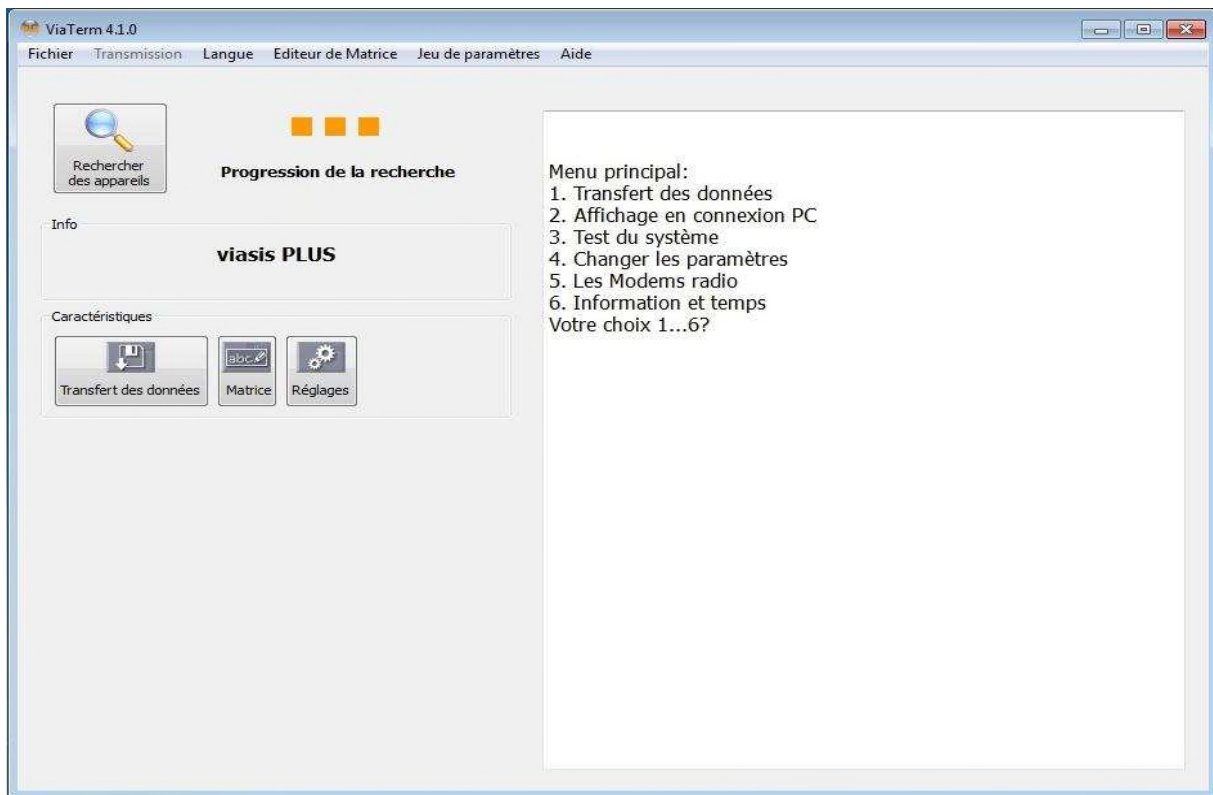 ViaTerm 4.1.0
Fichier Transmission Langue Editeur de Matrice Jeu de paramètres Aide
Rechercher
des appareils
Progression de la recherche
Info
viasis PLUS
Caractéristiques
abc
Transfert des données Matrice Réglages
Menu principal:
1. Transfert des données
2. Affichage en connexion PC
3. Test du système
4. Changer les paramètres
5. Les Modems radio
6. Information et temps
Votre choix 1...6?